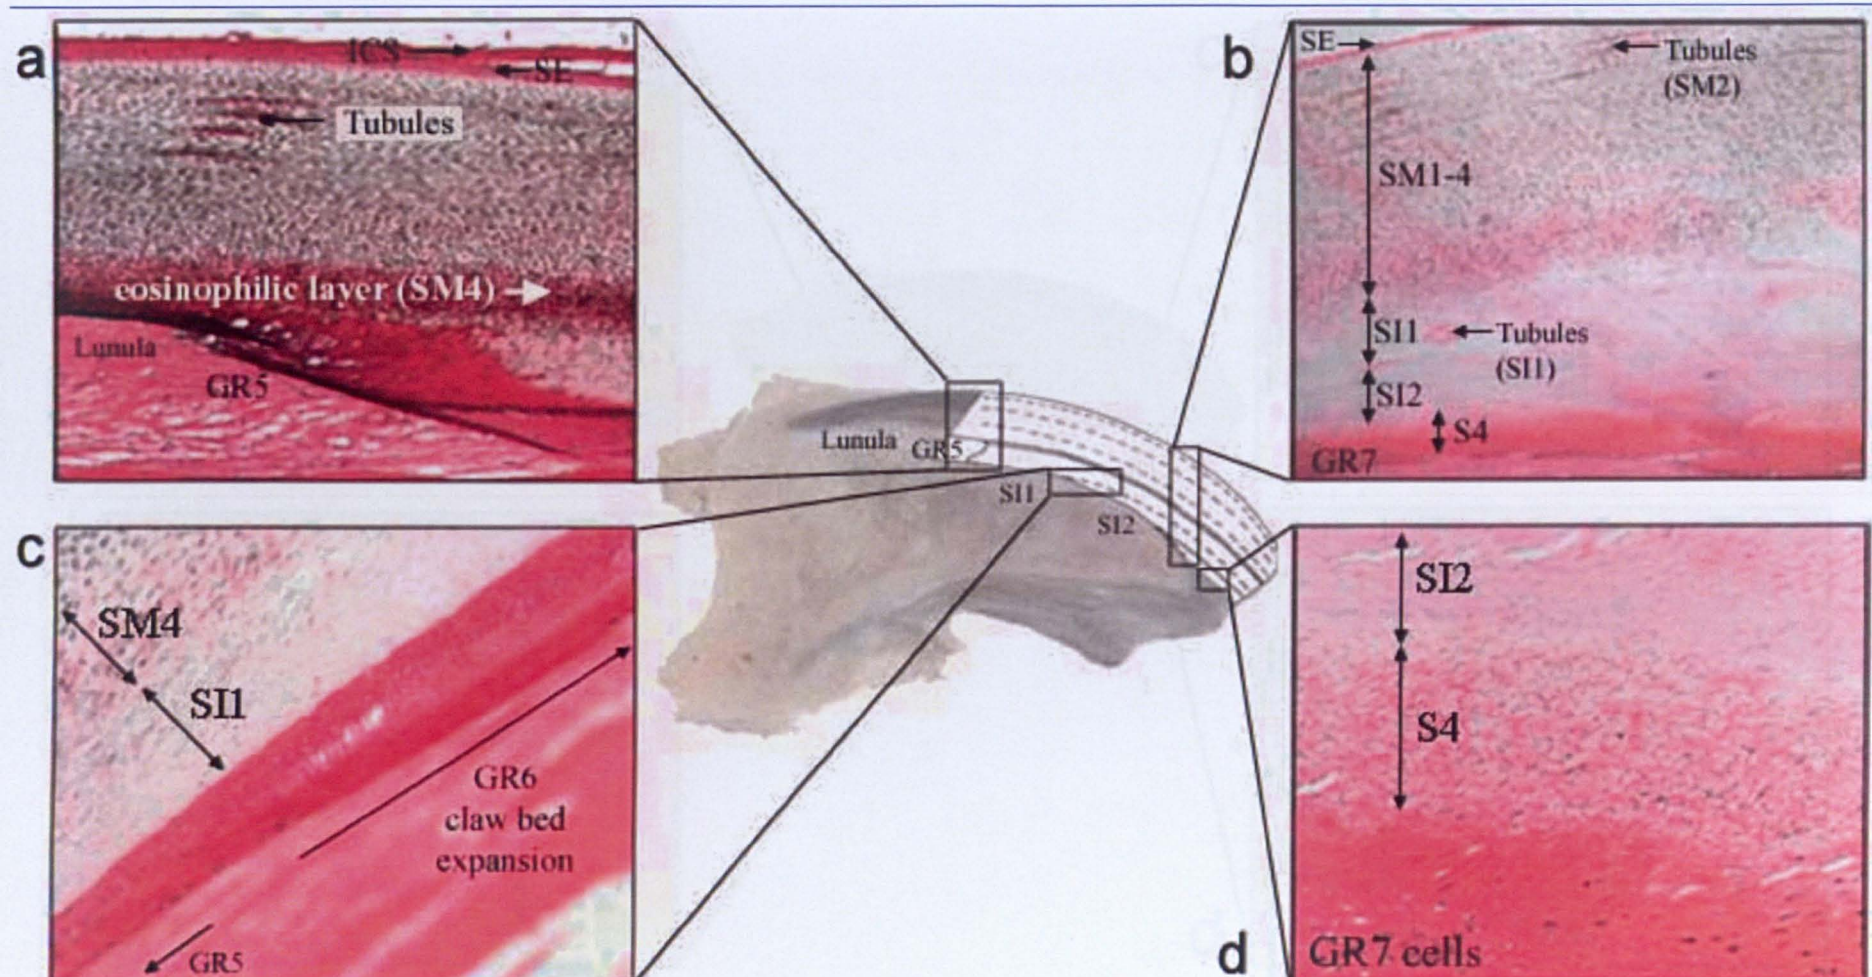 a
ICS
SE
Tubules
eosinophilic layer (SM4)
Lunula
GR5
b
SE
Tubules
(SM2)
SM1-4
SI1
Tubules
(SI1)
SI2
S4
GR7
Lunula
GR5
SI1
SI2
c
SM4
SI1
GR6
claw bed
expansion
GR5
d
SI2
S4
GR7 cells